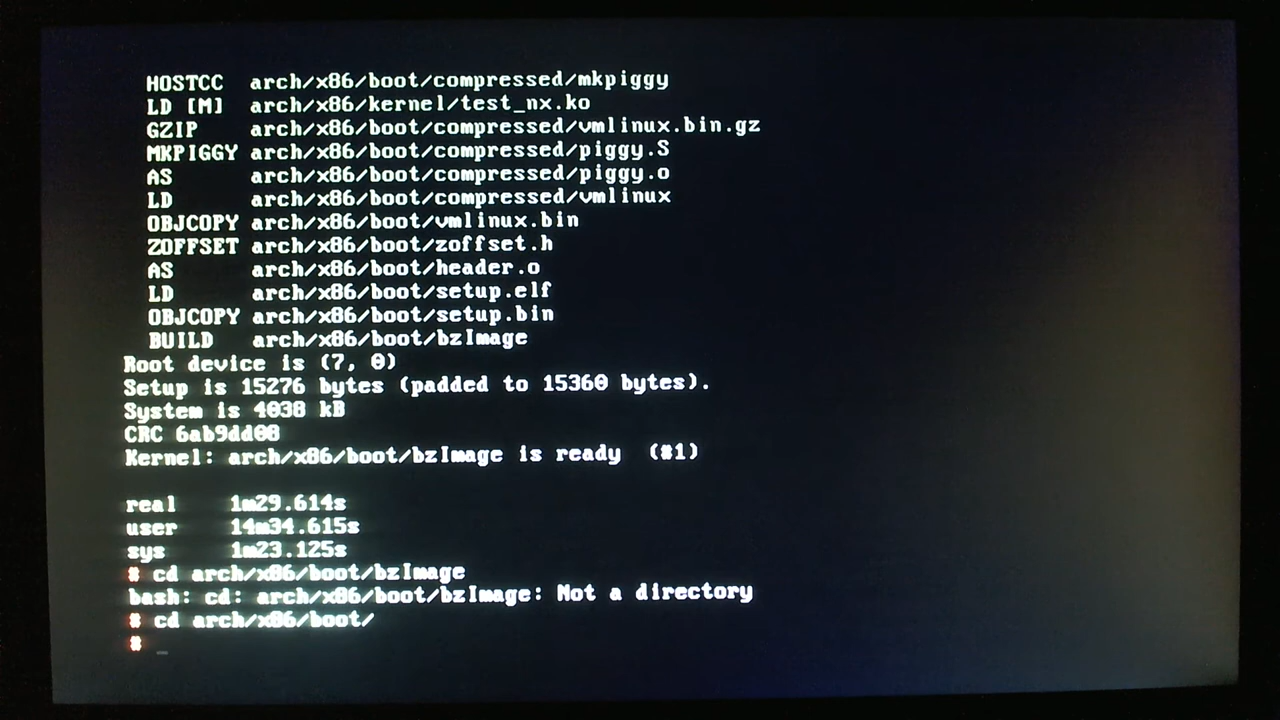 HOSTCC  arch/x86/boot/compressed/mkpiggy
LD [M]  arch/x86/kernel/test_nx.ko
GZIP    arch/x86/boot/compressed/vmlinux.bin.gz
MKPIGGY arch/x86/boot/compressed/piggy.S
AS      arch/x86/boot/compressed/piggy.o
LD      arch/x86/boot/compressed/vmlinux
OBJCOPY arch/x86/boot/vmlinux.bin
ZOFFSET arch/x86/boot/zoffset.h
AS      arch/x86/boot/header.o
LD      arch/x86/boot/setup.elf
OBJCOPY arch/x86/boot/setup.bin
BUILD   arch/x86/boot/bzImage
Root device is (7, 0)
Setup is 15276 bytes (padded to 15360 bytes).
System is 4038 kB
CRC 6ab9dd08
Kernel: arch/x86/boot/bzImage is ready  (#1)
real    1m29.614s
user    14m34.615s
sys     1m23.125s
# cd arch/x86/boot/bzImage
bash: cd: arch/x86/boot/bzImage: Not a directory
# cd arch/x86/boot/
# _